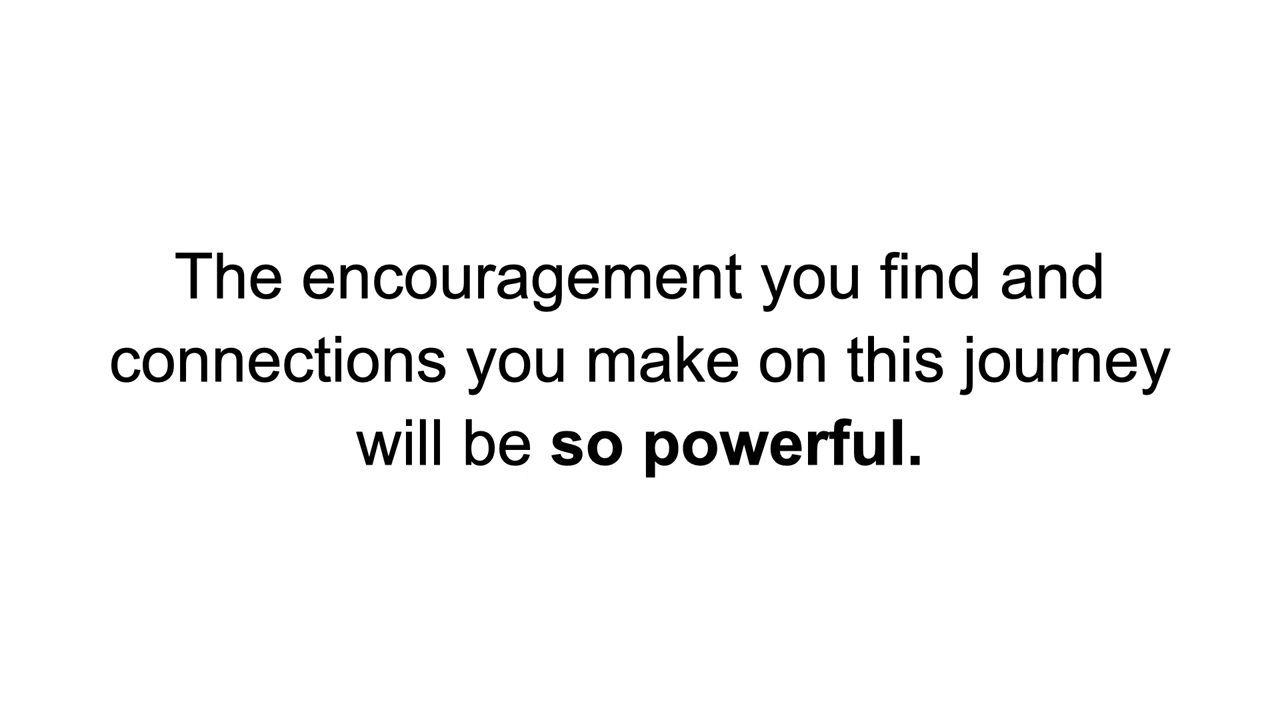 The encouragement you find and
connections you make on this journey
will be so powerful.